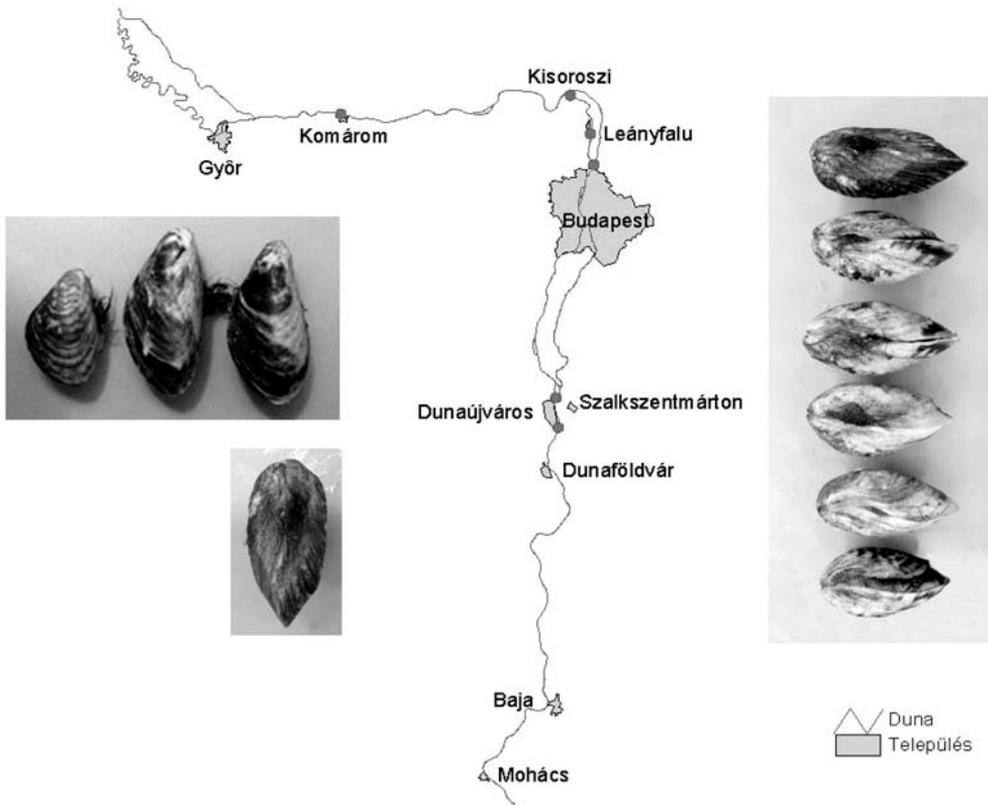 Kisoroszi
Komárom
Leányfalu
Győr
Budapest
Dunaújváros
Szalkszentmárton
Dunaföldvár
Baja
Duna
Település
Mohács